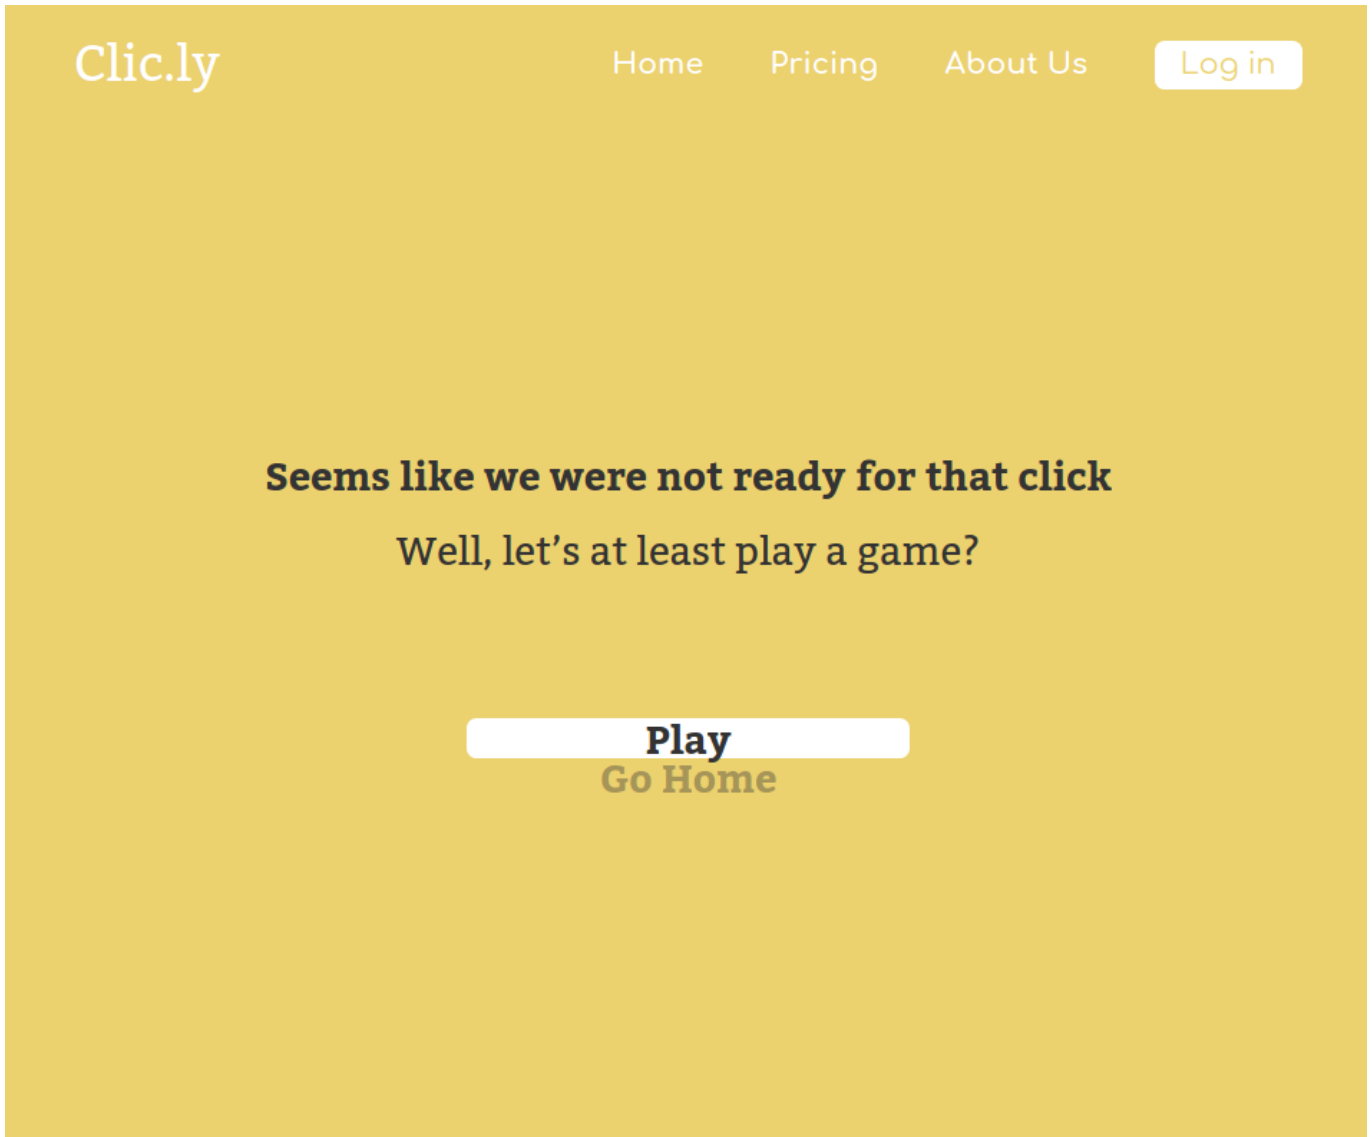 Clic.ly
Home Pricing About Us Log in
Seems like we were not ready for that click
Well, let’s at least play a game?
Play
Go Home